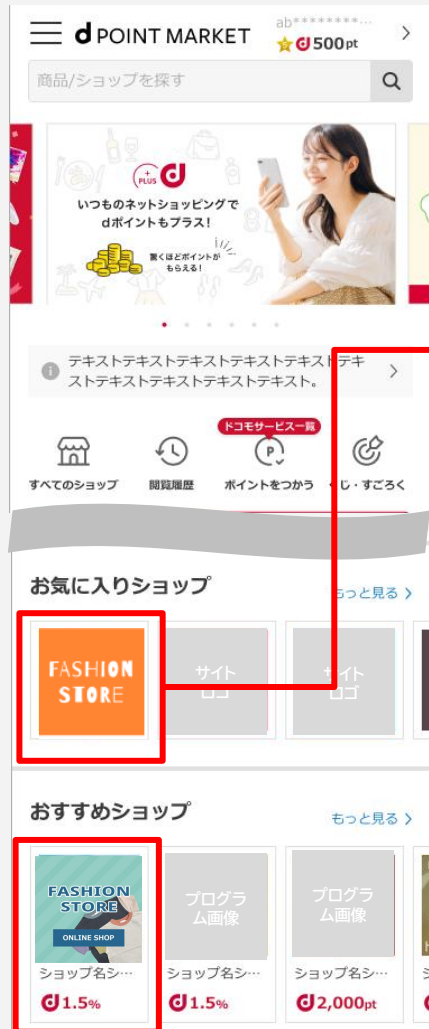 d POINT MARKET
ab********…
d 500pt
商品/ショップを探す
+
PLUS d
いつものネットショッピングで
dポイントもプラス!
驚くほどポイントが
もらえる!
テキストテキストテキストテキストテキストテキ
ストテキストテキストテキストテキスト。
ドコモサービス一覧
P
すべてのショップ
閲覧履歴
ポイントをつかう
くじ・すごろく
お気に入りショップ
もっと見る
FASHION
STORE
サイト
ロゴ
サイト
ロゴ
おすすめショップ
もっと見る
FASHION
STORE
ONLINE SHOP
プログラ
ム画像
プログラ
ム画像
ショップ名シ…
ショップ名シ…
ショップ名シ…
d 1.5%
d 1.5%
d 2,000pt